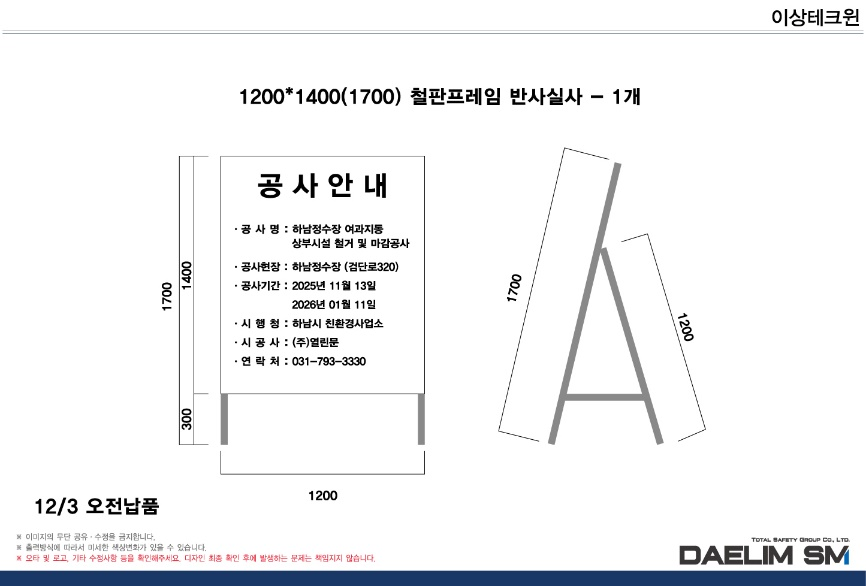 이상테크윈
1200*1400(1700) 철판프레임 반사실사 - 1개
공 사 안 내
· 공 사 명 : 하남정수장 여과지동
상부시설 철거 및 마감공사
· 공사현장 : 하남정수장 (검단로320)
· 공사기간 : 2025년 11월 13일
2026년 01월 11일
· 시 행 청 : 하남시 친환경사업소
· 시 공 사 : (주)열린문
· 연 락 처 : 031-793-3330
1700
1400
300
1200
1700
1200
12/3 오전납품
※ 이미지의 무단 공유 · 수정을 금지합니다.
※ 출력방식에 따라서 미세한 색상변화가 있을 수 있습니다.
※ 오타 및 로고, 기타 수정사항 등을 확인해주세요. 디자인 최종 확인 후에 발생하는 문제는 책임지지 않습니다.
TOTAL SAFETY GROUP CO., LTD.
DAELIM SM